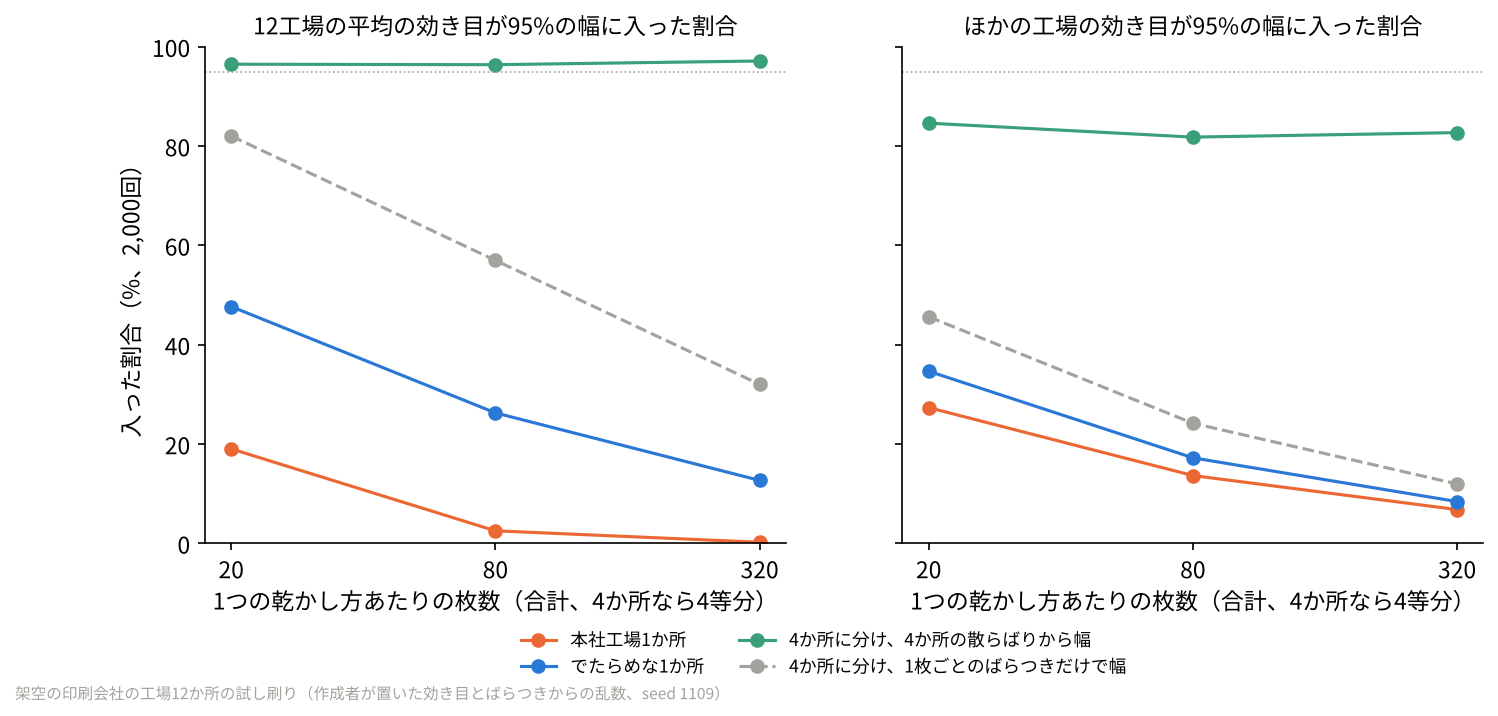 12工場の平均の効き目が95%の幅に入った割合
ほかの工場の効き目が95%の幅に入った割合
入った割合（%、2,000回）
100
80
60
40
20
0
20
80
320
20
80
320
1つの乾かし方あたりの枚数（合計、4か所なら4等分）
1つの乾かし方あたりの枚数（合計、4か所なら4等分）
本社工場1か所
でたらめな1か所
4か所に分け、4か所の散らばりから幅
4か所に分け、1枚ごとのばらつきだけで幅
架空の印刷会社の工場12か所の試し刷り（作成者が置いた効き目とばらつきからの乱数、seed 1109）